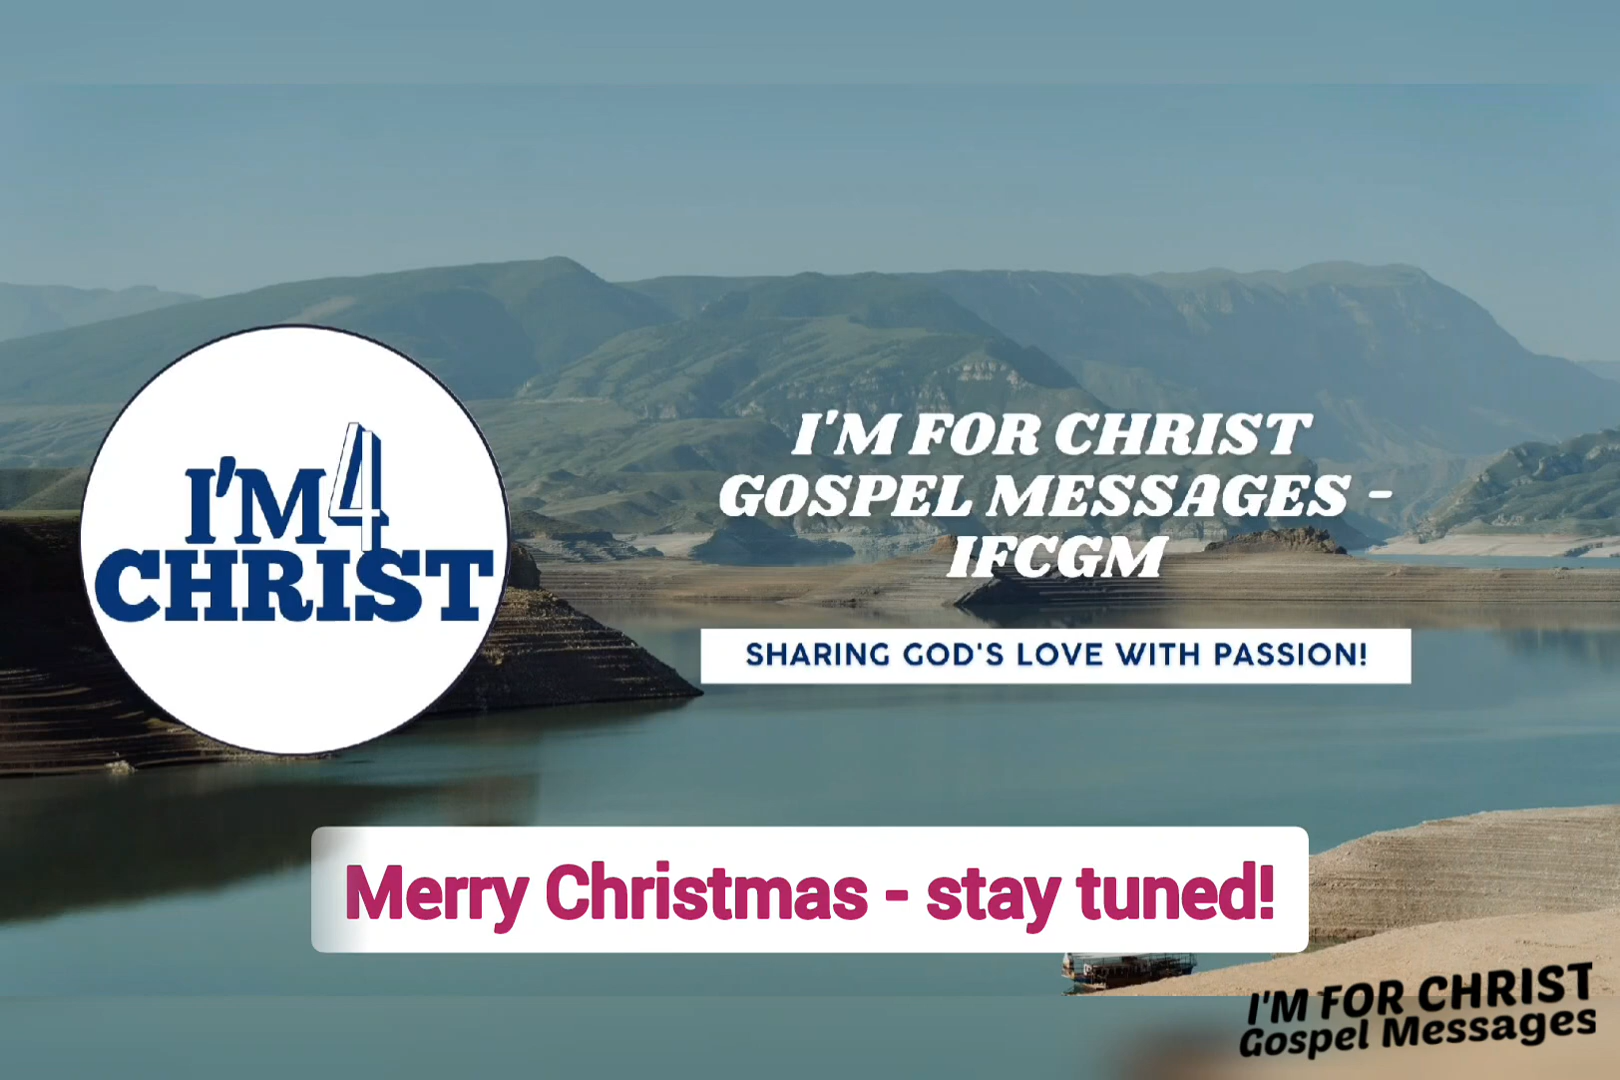 I'M 4
CHRIST
I'M FOR CHRIST
GOSPEL MESSAGES -
IFCGM
SHARING GOD'S LOVE WITH PASSION!
Merry Christmas - stay tuned!
I'M FOR CHRIST
Gospel Messages